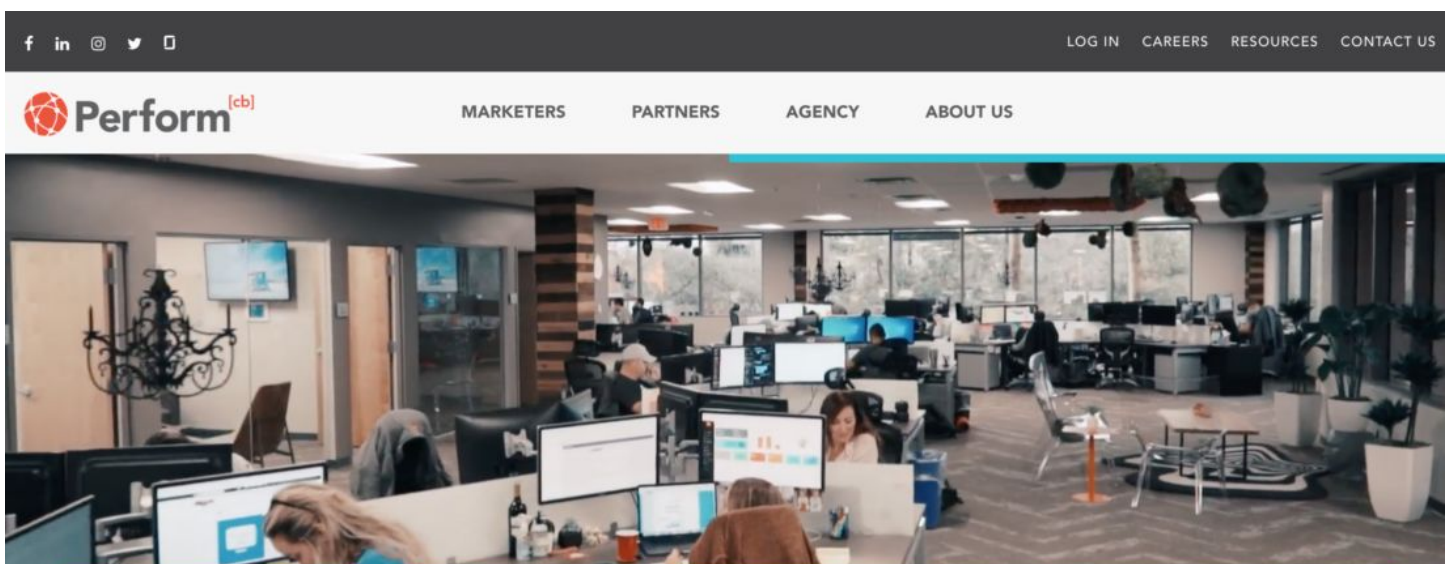 LOG IN CAREERS RESOURCES CONTACT US
Perform[cb]
MARKETERS PARTNERS AGENCY ABOUT US